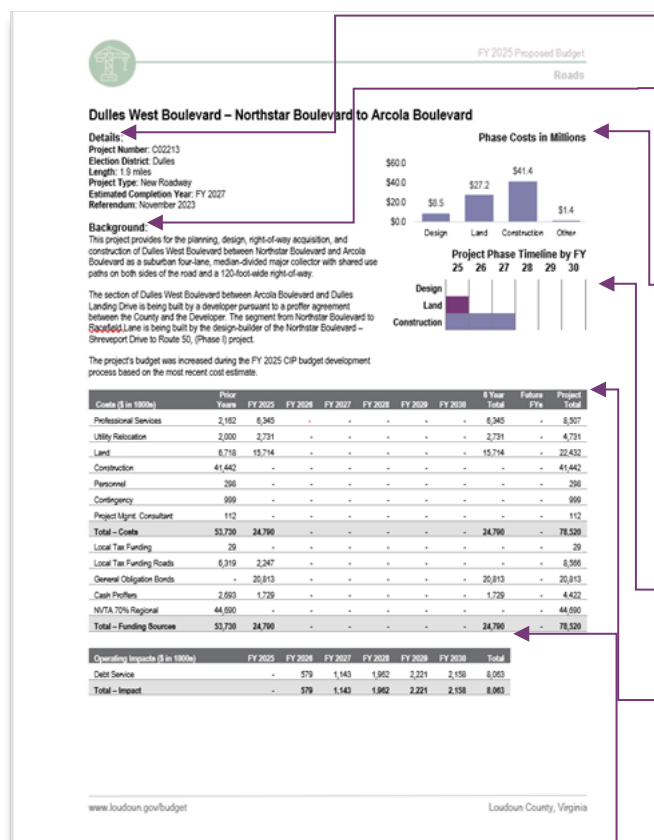 FY 2025 Proposed Budget
Roads
Dulles West Boulevard – Northstar Boulevard to Arcola Boulevard
Details:
Project Number: C02213
Election District: Dulles
Length: 1.9 miles
Project Type: New Roadway
Estimated Completion Year: FY 2027
Referendum: November 2023
Phase Costs in Millions
$60.0
$40.0
$20.0
$0.0
$8.5
$27.2
$41.4
$1.4
Design Land Construction Other
Background:
This project provides for the planning, design, right-of-way acquisition, and
construction of Dulles West Boulevard between Northstar Boulevard and Arcola
Boulevard as a suburban four-lane, median-divided major collector with shared use
paths on both sides of the road and a 120-foot-wide right-of-way.
The section of Dulles West Boulevard between Arcola Boulevard and Dulles
Landing Drive is being built by a developer pursuant to a proffer agreement
between the County and the Developer. The segment from Northstar Boulevard to
Racefield Lane is being built by the design-builder of the Northstar Boulevard –
Shreveport Drive to Route 50, (Phase I) project.
The project's budget was increased during the FY 2025 CIP budget development
process based on the most recent cost estimate.
Project Phase Timeline by FY
25 26 27 28 29 30
Design
Land
Construction
Costs ($ in 1000s) Prior Years FY 2025 FY 2026 FY 2027 FY 2028 FY 2029 FY 2030 6 Year Total Future FYs Project Total
Professional Services 2,162 6,345 - - - - - 6,345 - 8,507
Utility Relocation 2,000 2,731 - - - - - 2,731 - 4,731
Land 6,718 15,714 - - - - - 15,714 - 22,432
Construction 41,442 - - - - - - - - 41,442
Personnel 298 - - - - - - - - 298
Contingency 999 - - - - - - - - 999
Project Mgmt. Consultant 112 - - - - - - - - 112
Total – Costs 53,730 24,790 - - - - - 24,790 - 78,520
Local Tax Funding 29 - - - - - - - - 29
Local Tax Funding Roads 6,319 2,247 - - - - - - - 8,566
General Obligation Bonds - 20,813 - - - - - 20,813 - 20,813
Cash Proffers 2,693 1,729 - - - - - 1,729 - 4,422
NVTA 70% Regional 44,690 - - - - - - - - 44,690
Total – Funding Sources 53,730 24,790 - - - - - 24,790 - 78,520
Operating Impacts ($ in 1000s) FY 2025 FY 2026 FY 2027 FY 2028 FY 2029 FY 2030 Total
Debt Service - 579 1,143 1,962 2,221 2,158 8,063
Total – Impact - 579 1,143 1,962 2,221 2,158 8,063
www.loudoun.gov/budget
Loudoun County, Virginia